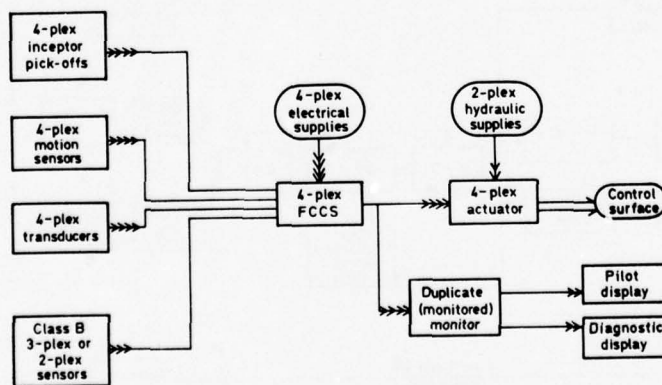 4-plex
inceptor
pick-offs
4-plex
motion
sensors
4-plex
transducers
Class B
3-plex or
2-plex
sensors
4-plex
electrical
supplies
4-plex
FCCS
2-plex
hydraulic
supplies
4-plex
actuator
Control
surface
Duplicate
(monitored)
monitor
Pilot
display
Diagnostic
display